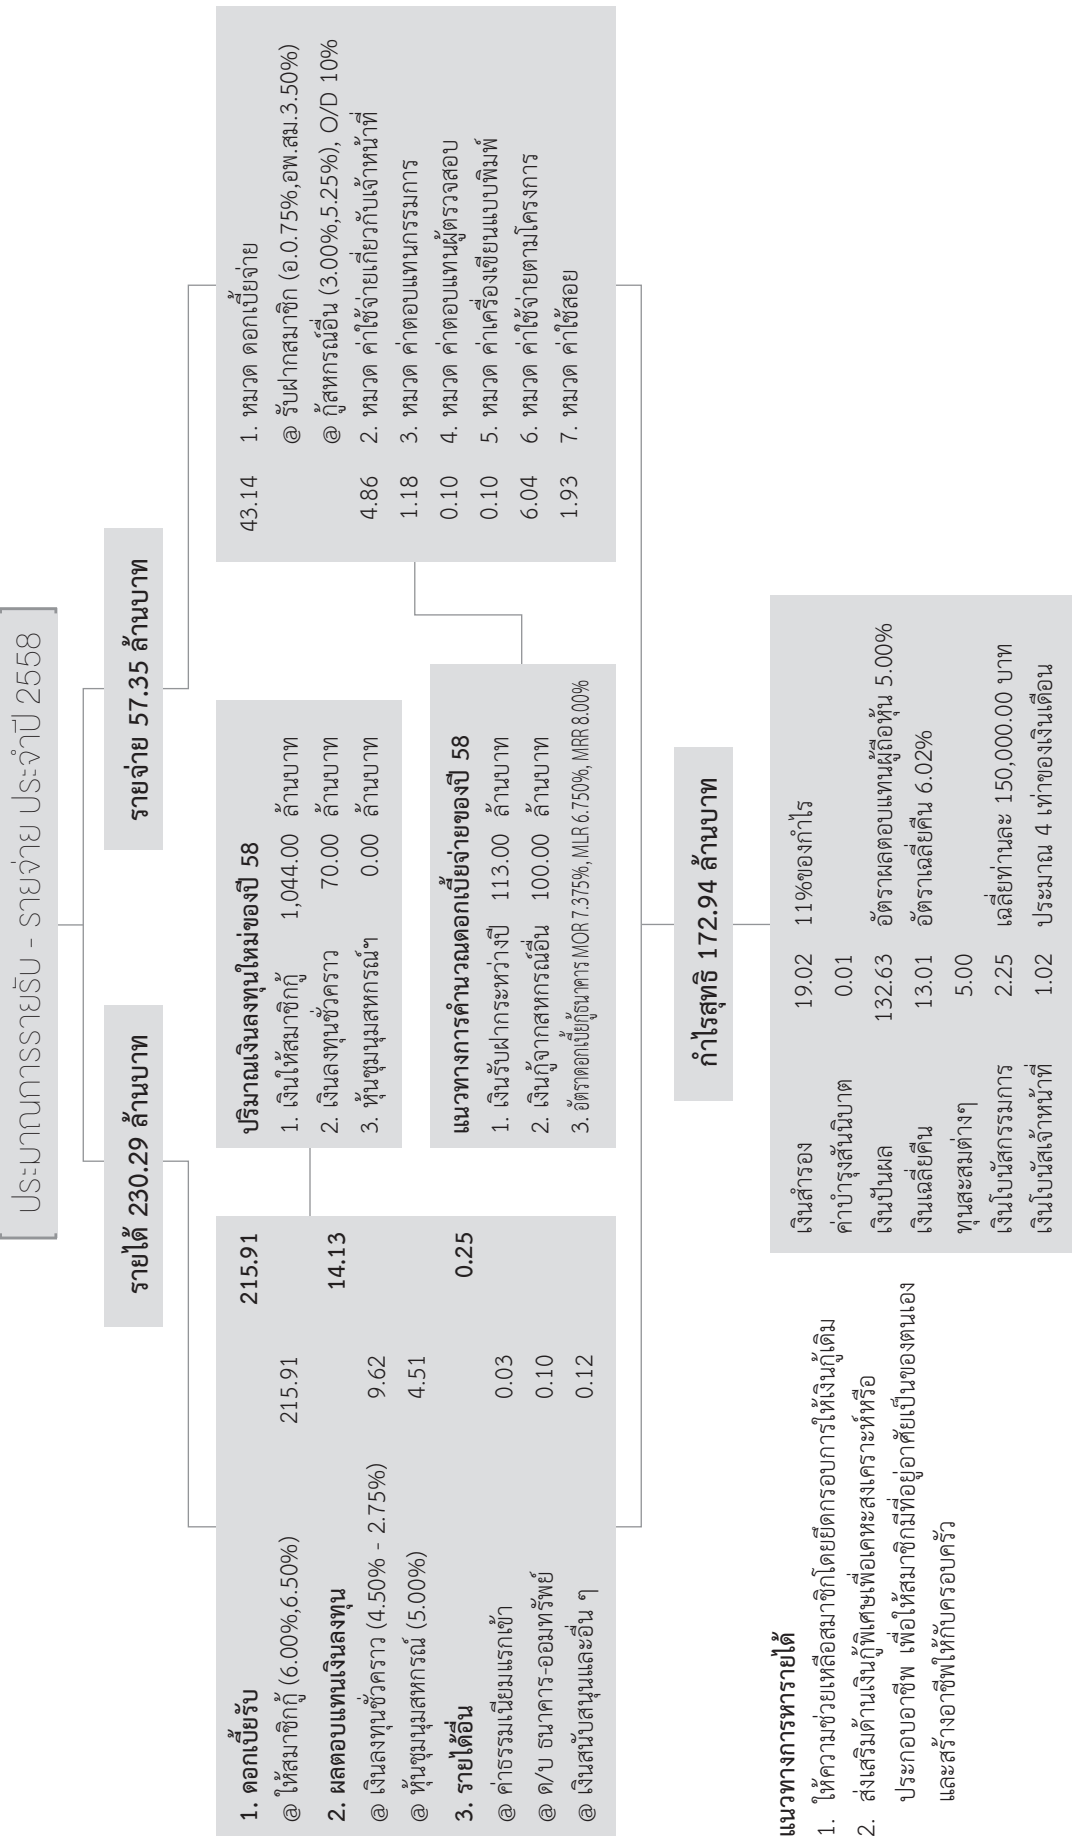 ประมาณการรายรับ - รายจ่าย ประจำปี 2558
รายได้ 230.29 ล้านบาท
รายจ่าย 57.35 ล้านบาท
1. ดอกเบี้ยรับ 215.91
@ ให้สมาชิกกู้ (6.00%,6.50%) 215.91
2. ผลตอบแทนเงินลงทุน 14.13
@ เงินลงทุนชั่วคราว (4.50% - 2.75%) 9.62
@ หุ้นชุมนุมสหกรณ์ (5.00%) 4.51
3. รายได้อื่น 0.25
@ ค่าธรรมเนียมแรกเข้า 0.03
@ ด/บ ธนาคาร-ออมทรัพย์ 0.10
@ เงินสนับสนุนและอื่น ๆ 0.12
ปริมาณเงินลงทุนใหม่ของปี 58
1. เงินให้สมาชิกกู้ 1,044.00 ล้านบาท
2. เงินลงทุนชั่วคราว 70.00 ล้านบาท
3. หุ้นชุมนุมสหกรณ์ฯ 0.00 ล้านบาท
แนวทางการคำนวณดอกเบี้ยจ่ายของปี 58
1. เงินรับฝากระหว่างปี 113.00 ล้านบาท
2. เงินกู้จากสหกรณ์อื่น 100.00 ล้านบาท
3. อัตราดอกเบี้ยกู้ธนาคาร MOR 7.375%, MLR 6.750%, MRR 8.00%
43.14 1. หมวด ดอกเบี้ยจ่าย
@ รับฝากสมาชิก (อ.0.75%,อพ.สม.3.50%)
@ กู้สหกรณ์อื่น (3.00%,5.25%), O/D 10%
4.86 2. หมวด ค่าใช้จ่ายเกี่ยวกับเจ้าหน้าที่
1.18 3. หมวด ค่าตอบแทนกรรมการ
0.10 4. หมวด ค่าตอบแทนผู้ตรวจสอบ
0.10 5. หมวด ค่าเครื่องเขียนแบบพิมพ์
6.04 6. หมวด ค่าใช้จ่ายตามโครงการ
1.93 7. หมวด ค่าใช้สอย
กำไรสุทธิ 172.94 ล้านบาท
เงินสำรอง 19.02 11%ของกำไร
ค่าบำรุงสันนิบาต 0.01
เงินปันผล 132.63 อัตราผลตอบแทนผู้ถือหุ้น 5.00%
เงินเฉลี่ยคืน 13.01 อัตราเฉลี่ยคืน 6.02%
ทุนสะสมต่างๆ 5.00
เงินโบนัสกรรมการ 2.25 เฉลี่ยท่านละ 150,000.00 บาท
เงินโบนัสเจ้าหน้าที่ 1.02 ประมาณ 4 เท่าของเงินเดือน
แนวทางการหารายได้
1. ให้ความช่วยเหลือสมาชิกโดยยึดกรอบการให้เงินกู้เดิม
2. ส่งเสริมด้านเงินกู้พิเศษเพื่อเคหะสงเคราะห์หรือ
ประกอบอาชีพ เพื่อให้สมาชิกมีที่อยู่อาศัยเป็นของตนเอง
และสร้างอาชีพให้กับครอบครัว